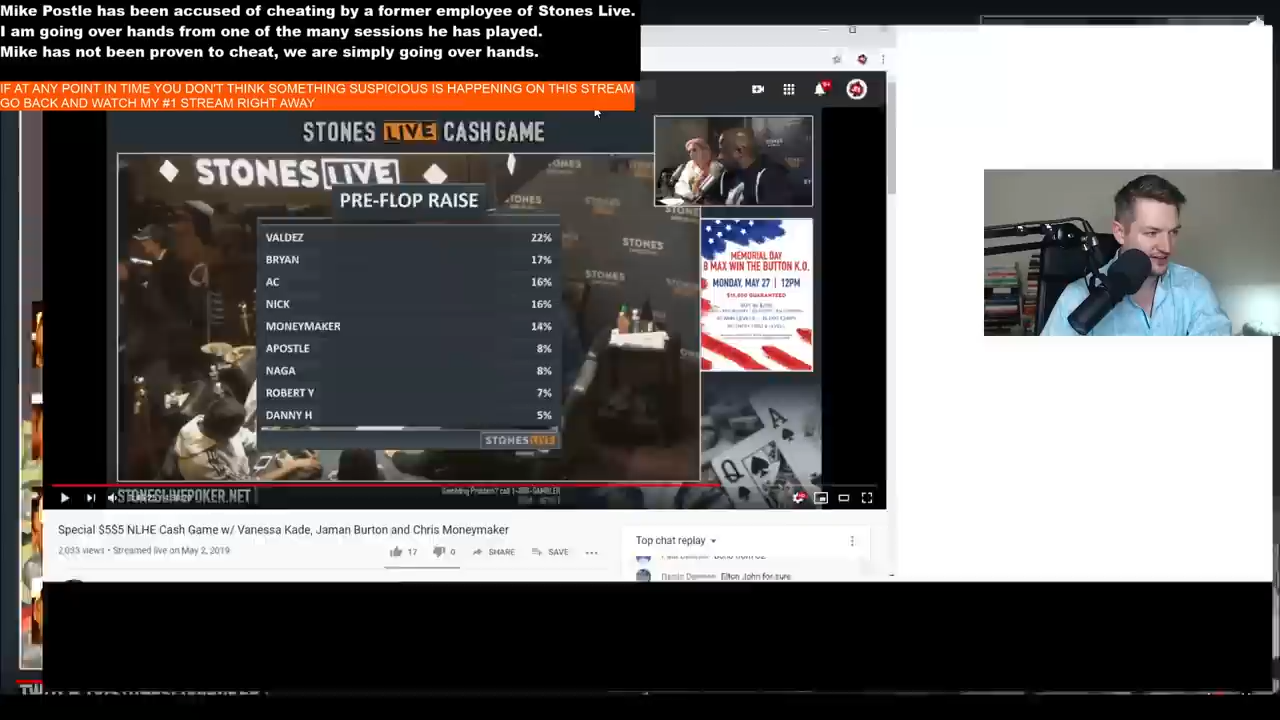 Mike Postle has been accused of cheating by a former employee of Stones Live.
I am going over hands from one of the many sessions he has played.
Mike has not been proven to cheat, we are simply going over hands.
IF AT ANY POINT IN TIME YOU DON'T THINK SOMETHING SUSPICIOUS IS HAPPENING ON THIS STREAM
GO BACK AND WATCH MY #1 STREAM RIGHT AWAY
STONES LIVE CASH GAME
STONES LIVE
PRE-FLOP RAISE
VALDEZ 22%
BRYAN 17%
AC 16%
NICK 16%
MONEYMAKER 14%
APOSTLE 8%
NAGA 8%
ROBERT Y 7%
DANNY H 5%
STONES LIVE
STONES
STONES
STONES
MEMORIAL DAY
8 MAX WIN THE BUTTON K.O.
MONDAY, MAY 27 | 12PM
A
Q
STONESLIVEPOKER.NET
Special $5$5 NLHE Cash Game w/ Vanessa Kade, Jaman Burton and Chris Moneymaker
2,033 views • Streamed live on May 2, 2019
17
0
SHARE
SAVE
Top chat replay
Elton John for sure